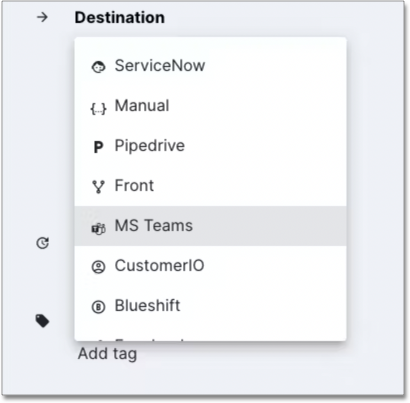 Destination
ServiceNow
Manual
Pipedrive
Front
MS Teams
CustomerIO
Blueshift
Add tag